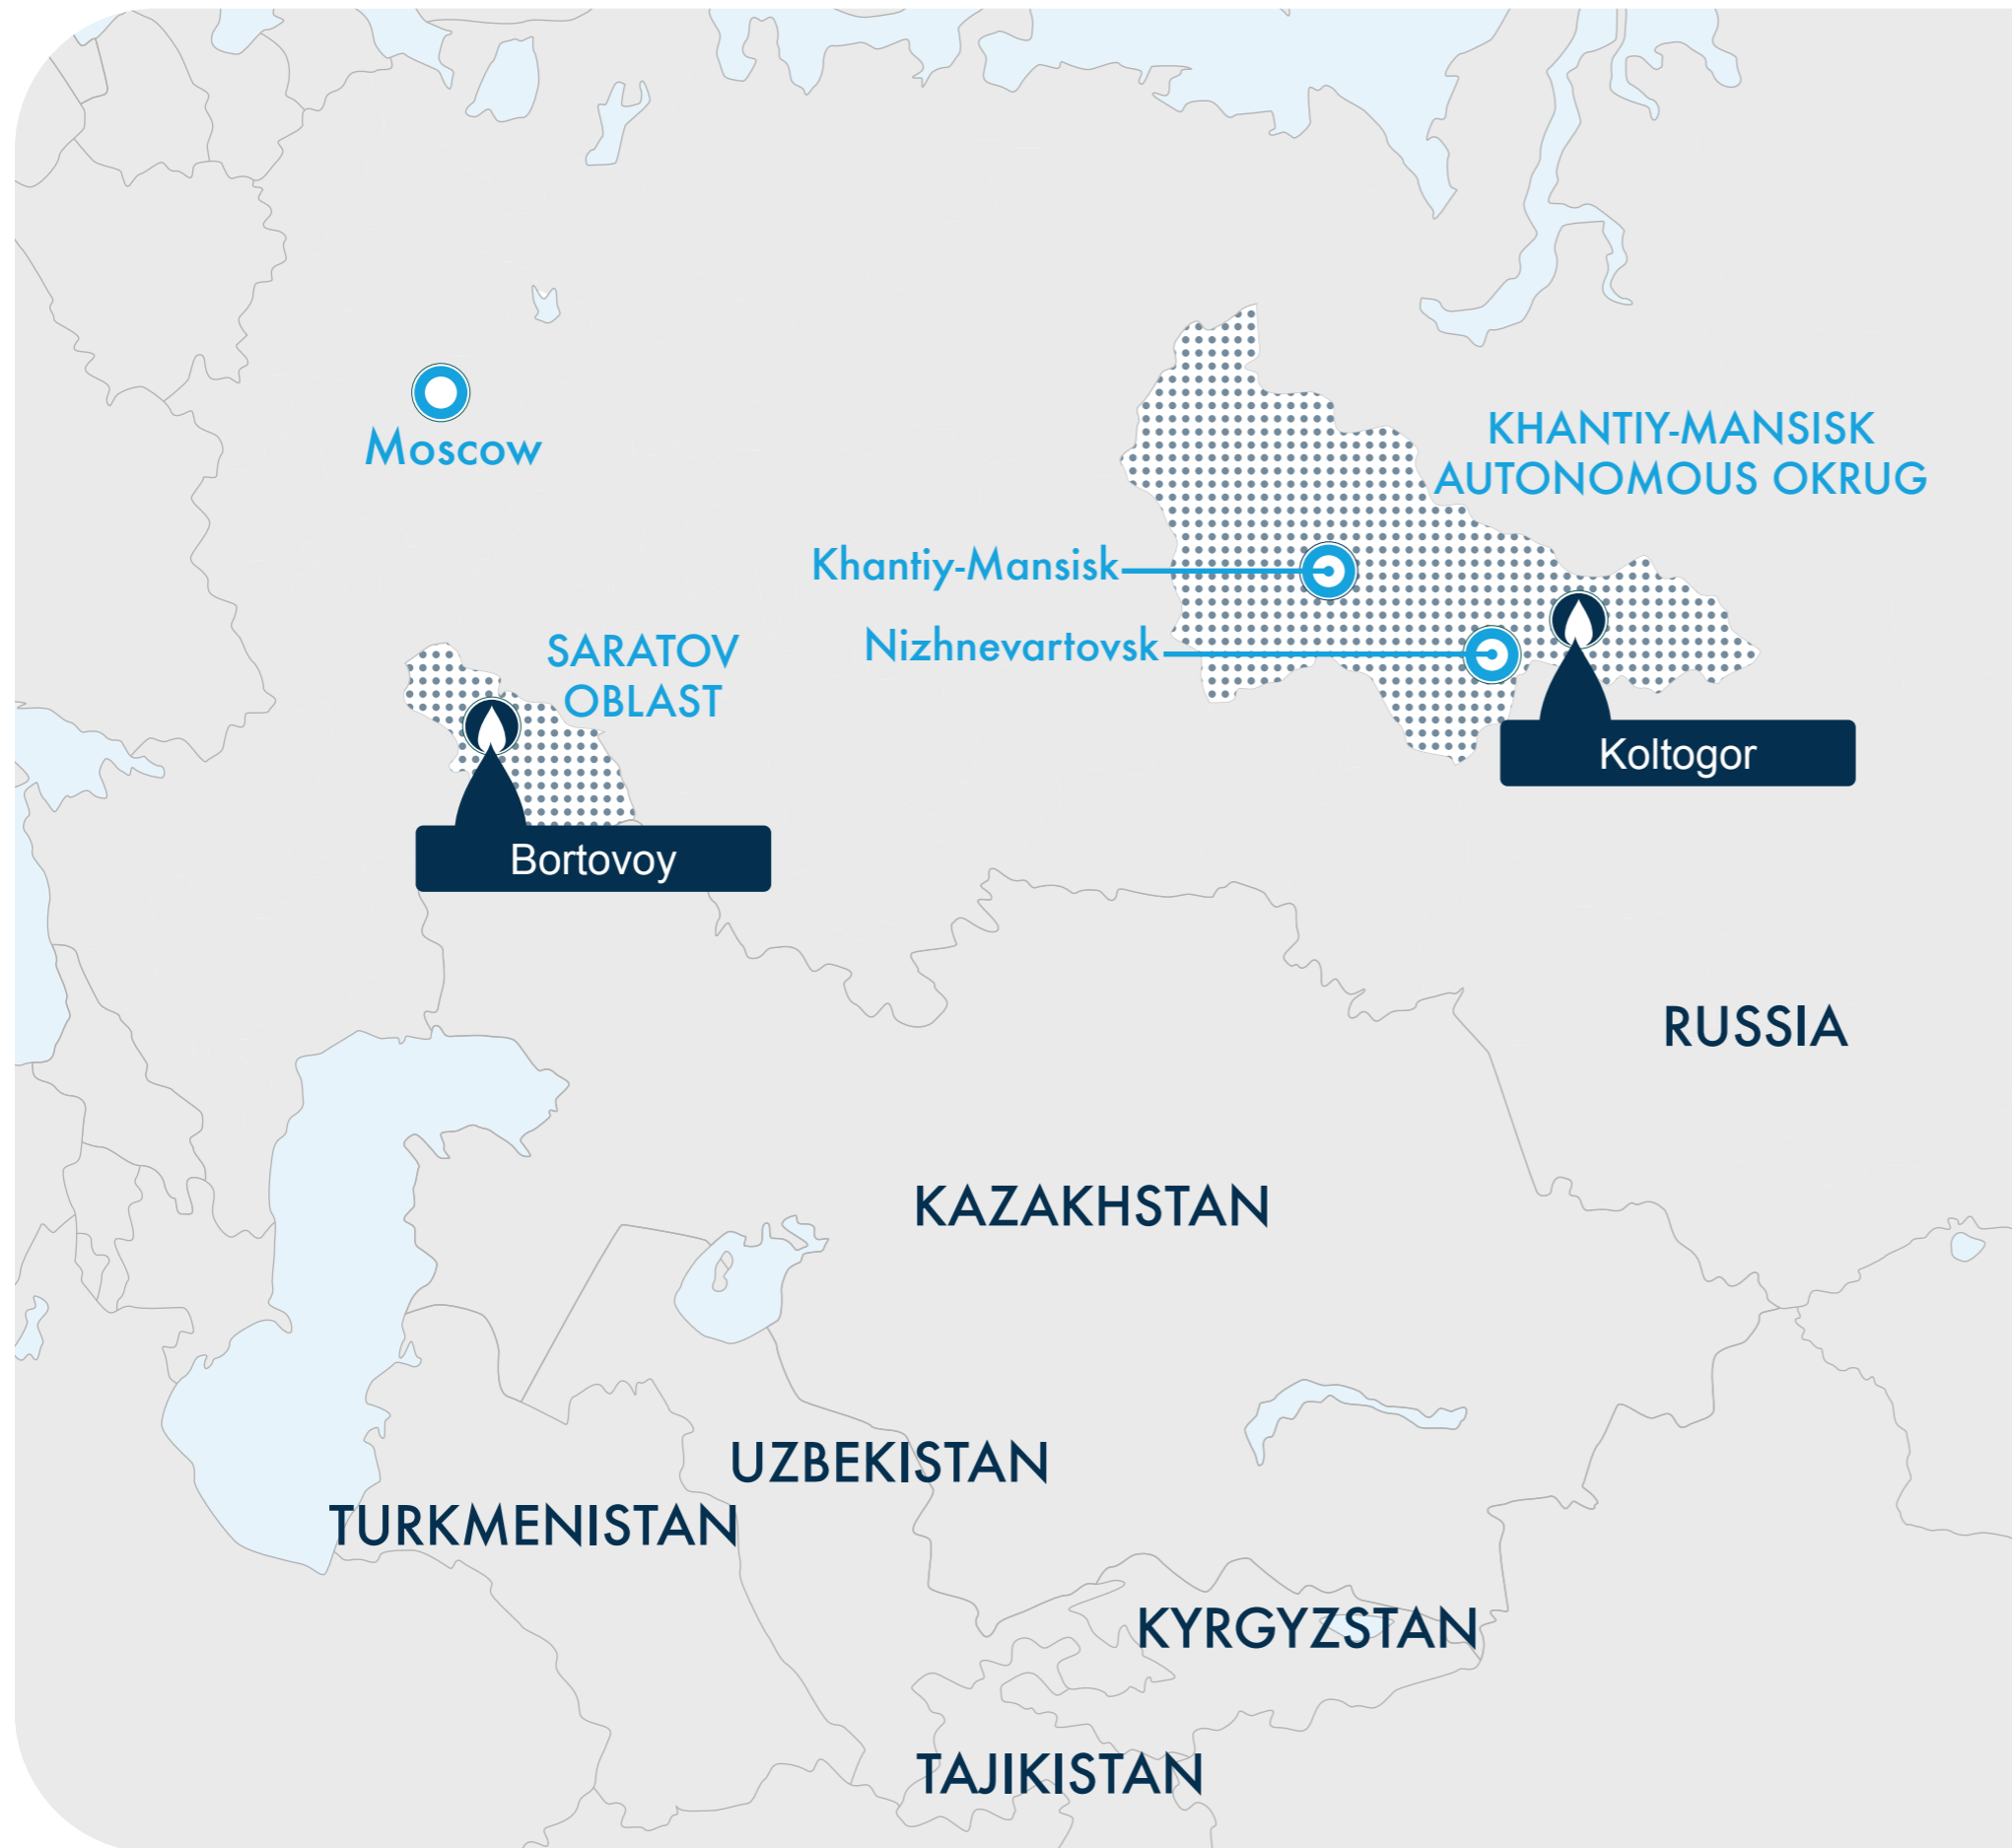 Moscow
KHANTIY-MANSISK
AUTONOMOUS OKRUG
Khantiy-Mansisk
Nizhnevartovsk
SARATOV
OBLAST
Koltogor
Bortovoy
RUSSIA
KAZAKHSTAN
UZBEKISTAN
TURKMENISTAN
KYRGYZSTAN
TAJIKISTAN